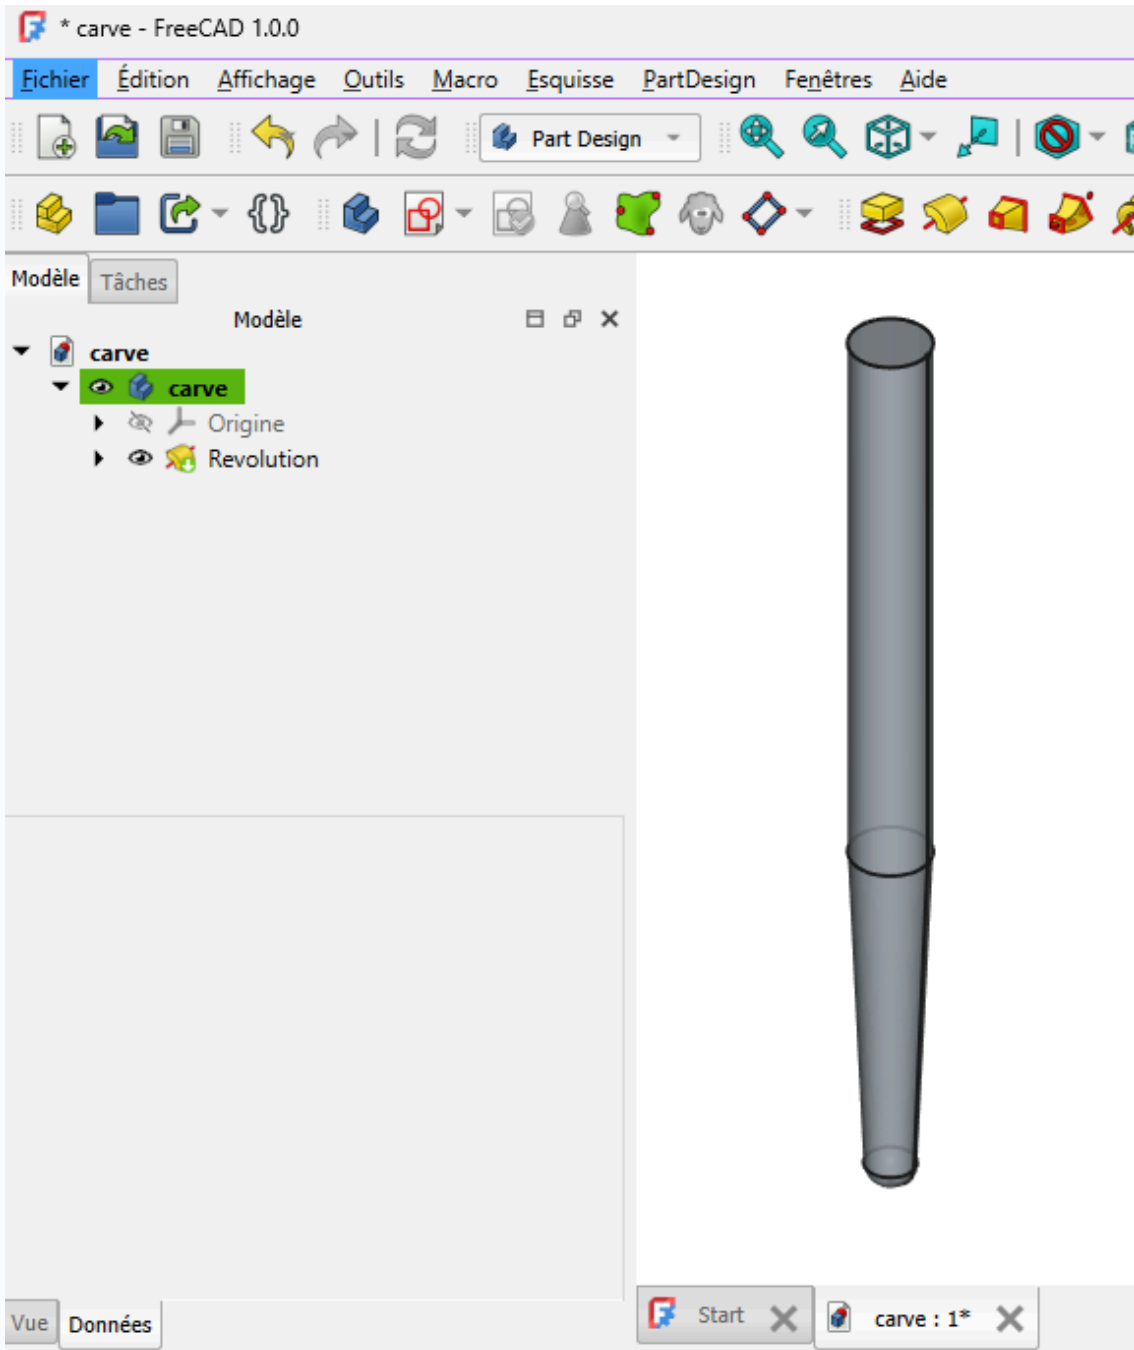 * carve - FreeCAD 1.0.0
Fichier Édition Affichage Outils Macro Esquisse PartDesign Fenêtres Aide
Part Design
Modèle Tâches
Modèle
carve
carve
Origine
Revolution
Vue Données
Start carve : 1*